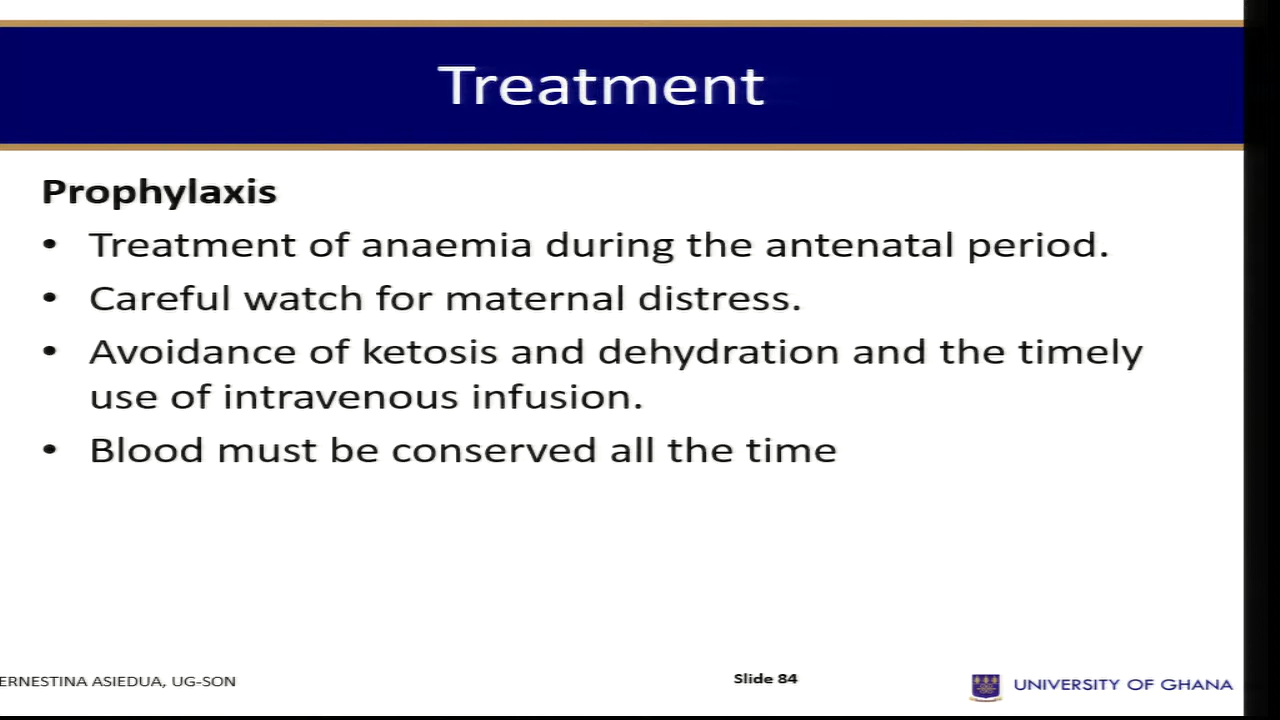 Treatment
Prophylaxis
• Treatment of anaemia during the antenatal period.
• Careful watch for maternal distress.
• Avoidance of ketosis and dehydration and the timely
use of intravenous infusion.
• Blood must be conserved all the time
ERNESTINA ASIEDUA, UG-SON
Slide 84
UNIVERSITY OF GHANA